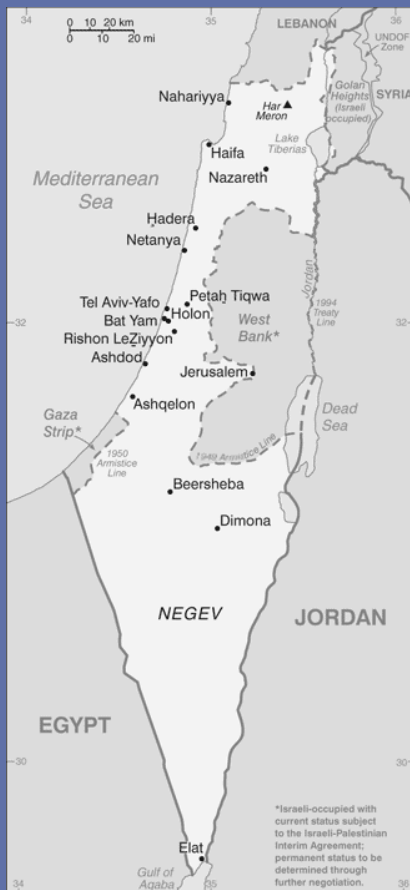 34
35
36
0 10 20 km
0 10 20 mi
LEBANON
UNDOF
Zone
Golan
Heights
(Israeli
occupied)
SYRIA
Nahariyya
Har
Meron
Lake
Tiberias
Haifa
Nazareth
Mediterranean
Sea
Hadera
Netanya
Tel Aviv-Yafo
Petah Tiqwa
Bat Yam
Holon
Rishon LeZiyyon
West
Bank*
Jordan
1994
Treaty
Line
32
32
Ashdod
Jerusalem
Ashqelon
Dead
Sea
Gaza
Strip*
1950
Armistice
Line
1949 Armistice Line
Beersheba
Dimona
NEGEV
JORDAN
EGYPT
30
30
*Israeli-occupied with
current status subject
to the Israeli-Palestinian
Interim Agreement;
permanent status to be
determined through
further negotiation.
Elat
Gulf of
Aqaba
34
35